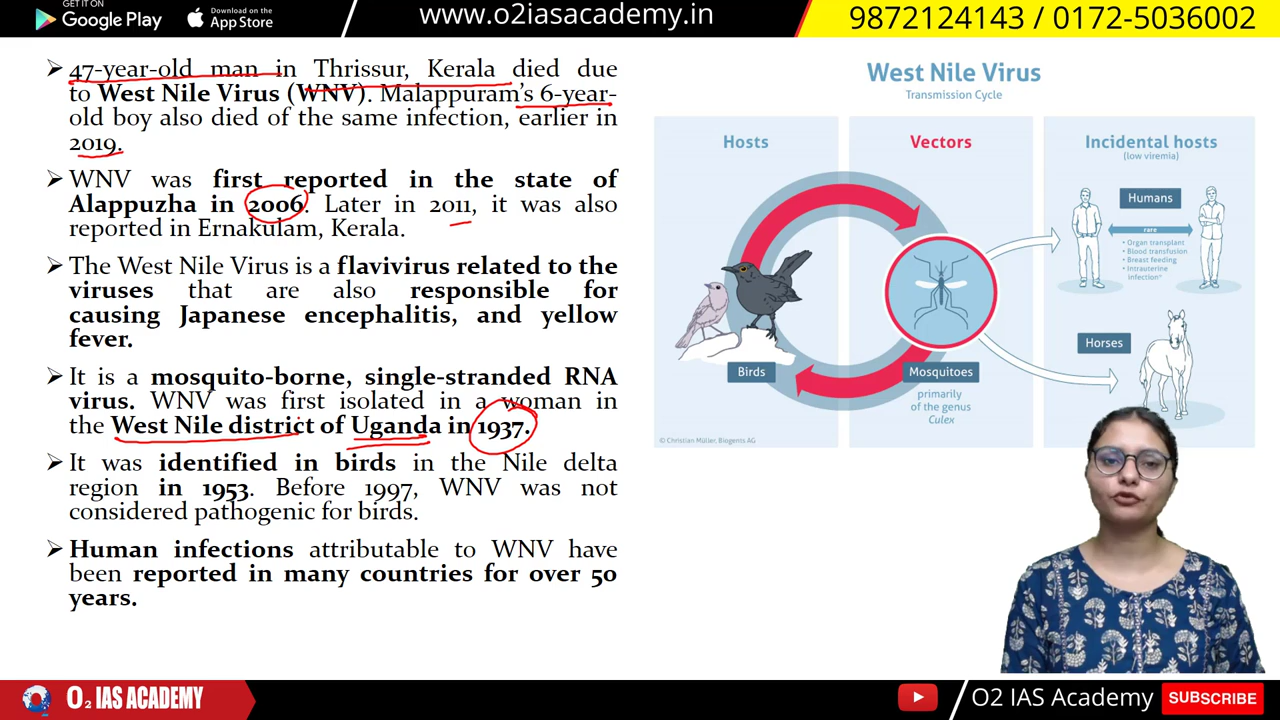 GET IT ON
Google Play
Download on the
App Store
www.o2iasacademy.in
9872124143 / 0172-5036002
➢ 47-year-old man in Thrissur, Kerala died due
to West Nile Virus (WNV). Malappuram's 6-year-
old boy also died of the same infection, earlier in
2019.
➢ WNV was first reported in the state of
Alappuzha in 2006. Later in 2011, it was also
reported in Ernakulam, Kerala.
➢ The West Nile Virus is a flavivirus related to the
viruses that are also responsible for
causing Japanese encephalitis, and yellow
fever.
➢ It is a mosquito-borne, single-stranded RNA
virus. WNV was first isolated in a woman in
the West Nile district of Uganda in 1937.
➢ It was identified in birds in the Nile delta
region in 1953. Before 1997, WNV was not
considered pathogenic for birds.
➢ Human infections attributable to WNV have
been reported in many countries for over 50
years.
West Nile Virus
Transmission Cycle
Hosts
Vectors
Incidental hosts
(low viremia)
Humans
rare
• Organ transplant
• Blood transfusion
• Breast feeding
• Intrauterine
infection*
Horses
Birds
Mosquitoes
primarily
of the genus
Culex
© Christian Müller, Biogents AG
O2 IAS ACADEMY
O2 IAS Academy
SUBSCRIBE